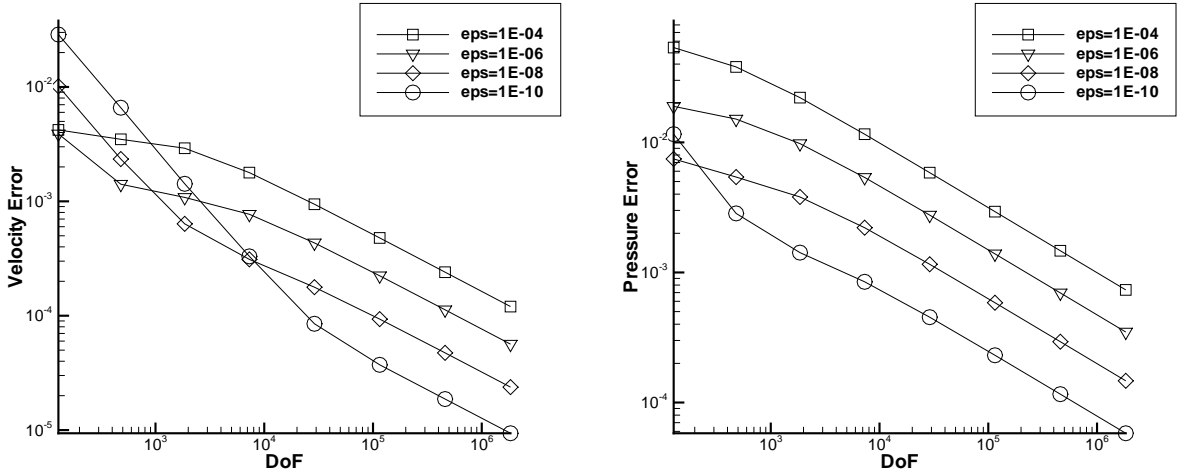 eps=1E-04
eps=1E-06
eps=1E-08
eps=1E-10
Velocity Error
10^-2
10^-3
10^-4
10^-5
10^3
10^4
10^5
10^6
DoF
eps=1E-04
eps=1E-06
eps=1E-08
eps=1E-10
Pressure Error
10^-2
10^-3
10^-4
10^3
10^4
10^5
10^6
DoF